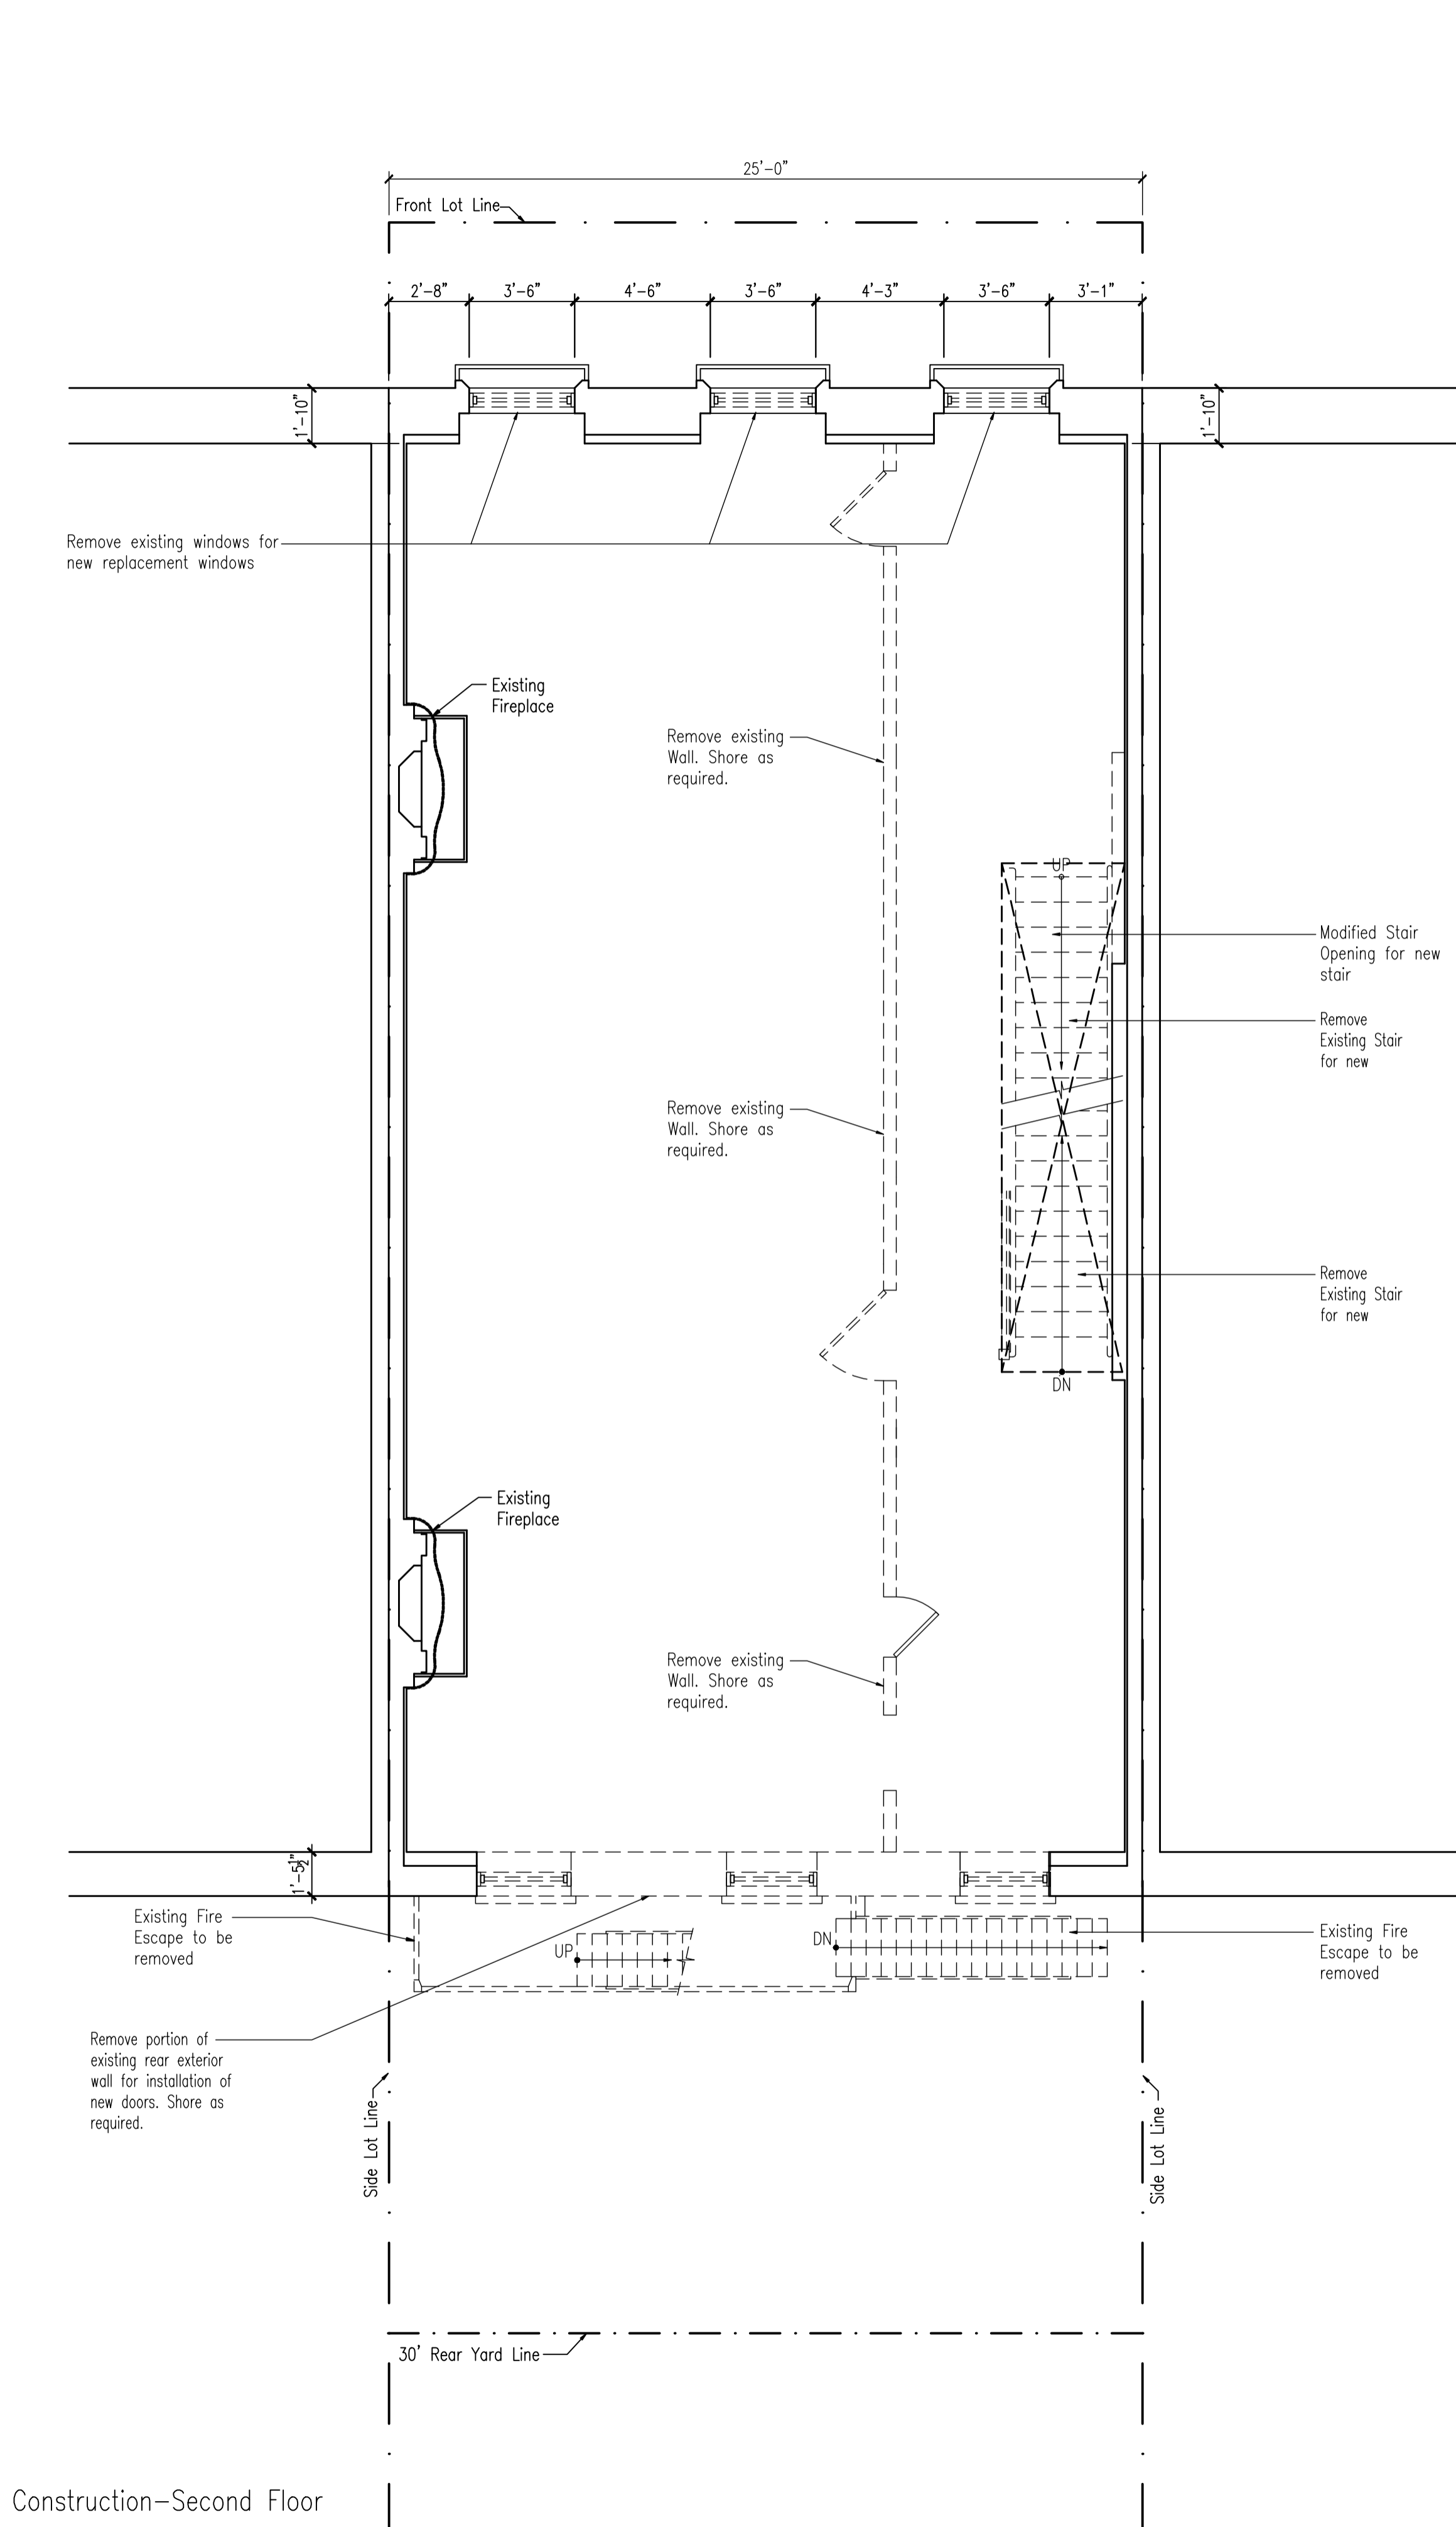 25'-0"
Front Lot Line
2'-8"
3'-6"
4'-6"
3'-6"
4'-3"
3'-6"
3'-1"
1'-10"
1'-10"
Remove existing windows for
new replacement windows
Existing
Fireplace
Remove existing
Wall. Shore as
required.
UP
Modified Stair
Opening for new
stair
Remove
Existing Stair
for new
Remove existing
Wall. Shore as
required.
Remove
Existing Stair
for new
DN
Existing
Fireplace
Remove existing
Wall. Shore as
required.
1'-5½"
Existing Fire
Escape to be
removed
UP
DN
Existing Fire
Escape to be
removed
Remove portion of
existing rear exterior
wall for installation of
new doors. Shore as
required.
Side Lot Line
Side Lot Line
30' Rear Yard Line
Construction-Second Floor